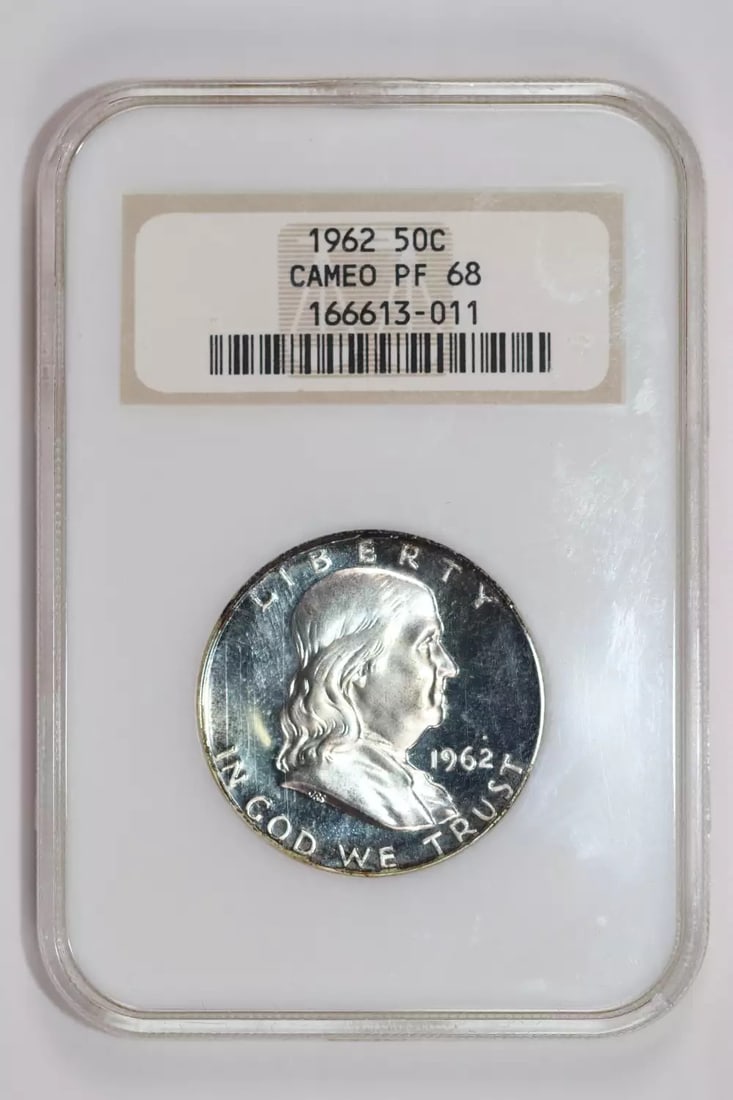 1962 50C
CAMEO PF 68
166613-011
LIBERTY
1962
IN GOD WE TRUST